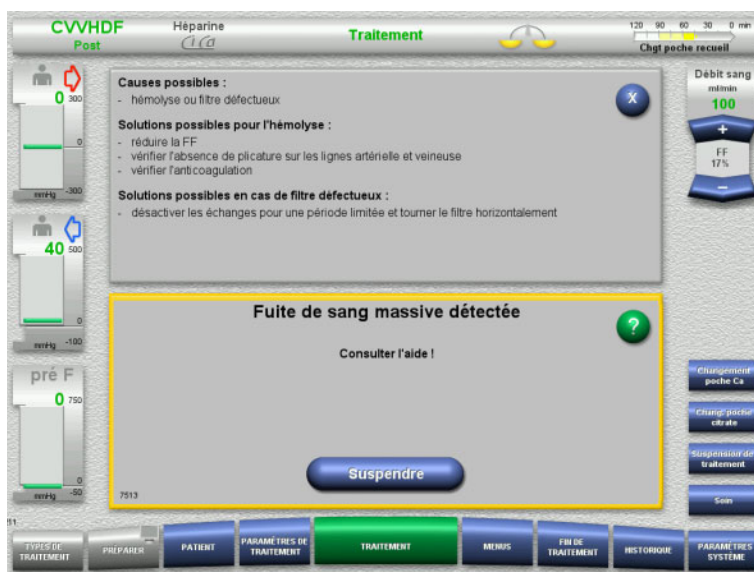 CVVHDF
Post
Héparine
Cica
Traitement
120 90 60 30 0 min
Chgt poche recueil
0
300
0
mmHg -300
40
500
0
mmHg -100
pré F
0
750
0
mmHg -50
Causes possibles :
- hémolyse ou filtre défectueux
Solutions possibles pour l'hémolyse :
- réduire la FF
- vérifier l'absence de plicature sur les lignes artérielle et veineuse
- vérifier l'anticoagulation
Solutions possibles en cas de filtre défectueux :
- désactiver les échanges pour une période limitée et tourner le filtre horizontalement
X
Fuite de sang massive détectée
?
Consulter l'aide !
Suspendre
7513
Débit sang
ml/min
100
+
FF
17%
−
Changement
poche Ca
Chang. poche
citrate
Suspension de
traitement
Soin
11
TYPES DE
TRAITEMENT
PRÉPARER
PATIENT
PARAMÈTRES DE
TRAITEMENT
TRAITEMENT
MENUS
FIN DE
TRAITEMENT
HISTORIQUE
PARAMÈTRES
SYSTÈME